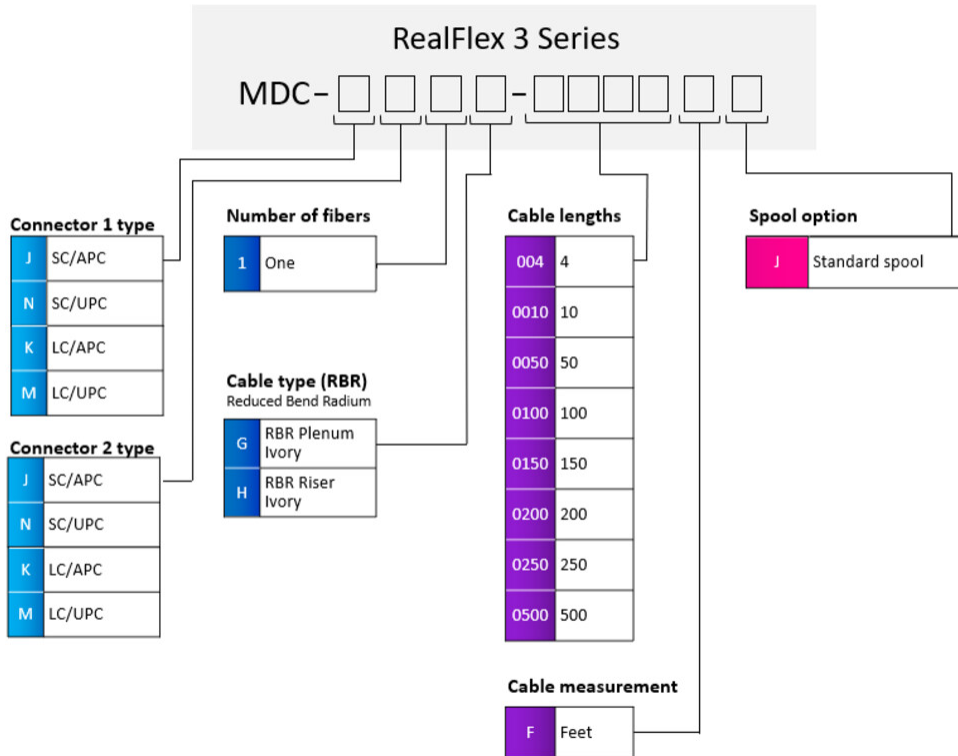 RealFlex 3 Series
MDC- -
Connector 1 type
J SC/APC
N SC/UPC
K LC/APC
M LC/UPC
Connector 2 type
J SC/APC
N SC/UPC
K LC/APC
M LC/UPC
Number of fibers
1 One
Cable type (RBR)
Reduced Bend Radium
G RBR Plenum
Ivory
H RBR Riser
Ivory
Cable lengths
004 4
0010 10
0050 50
0100 100
0150 150
0200 200
0250 250
0500 500
Cable measurement
F Feet
Spool option
J Standard spool